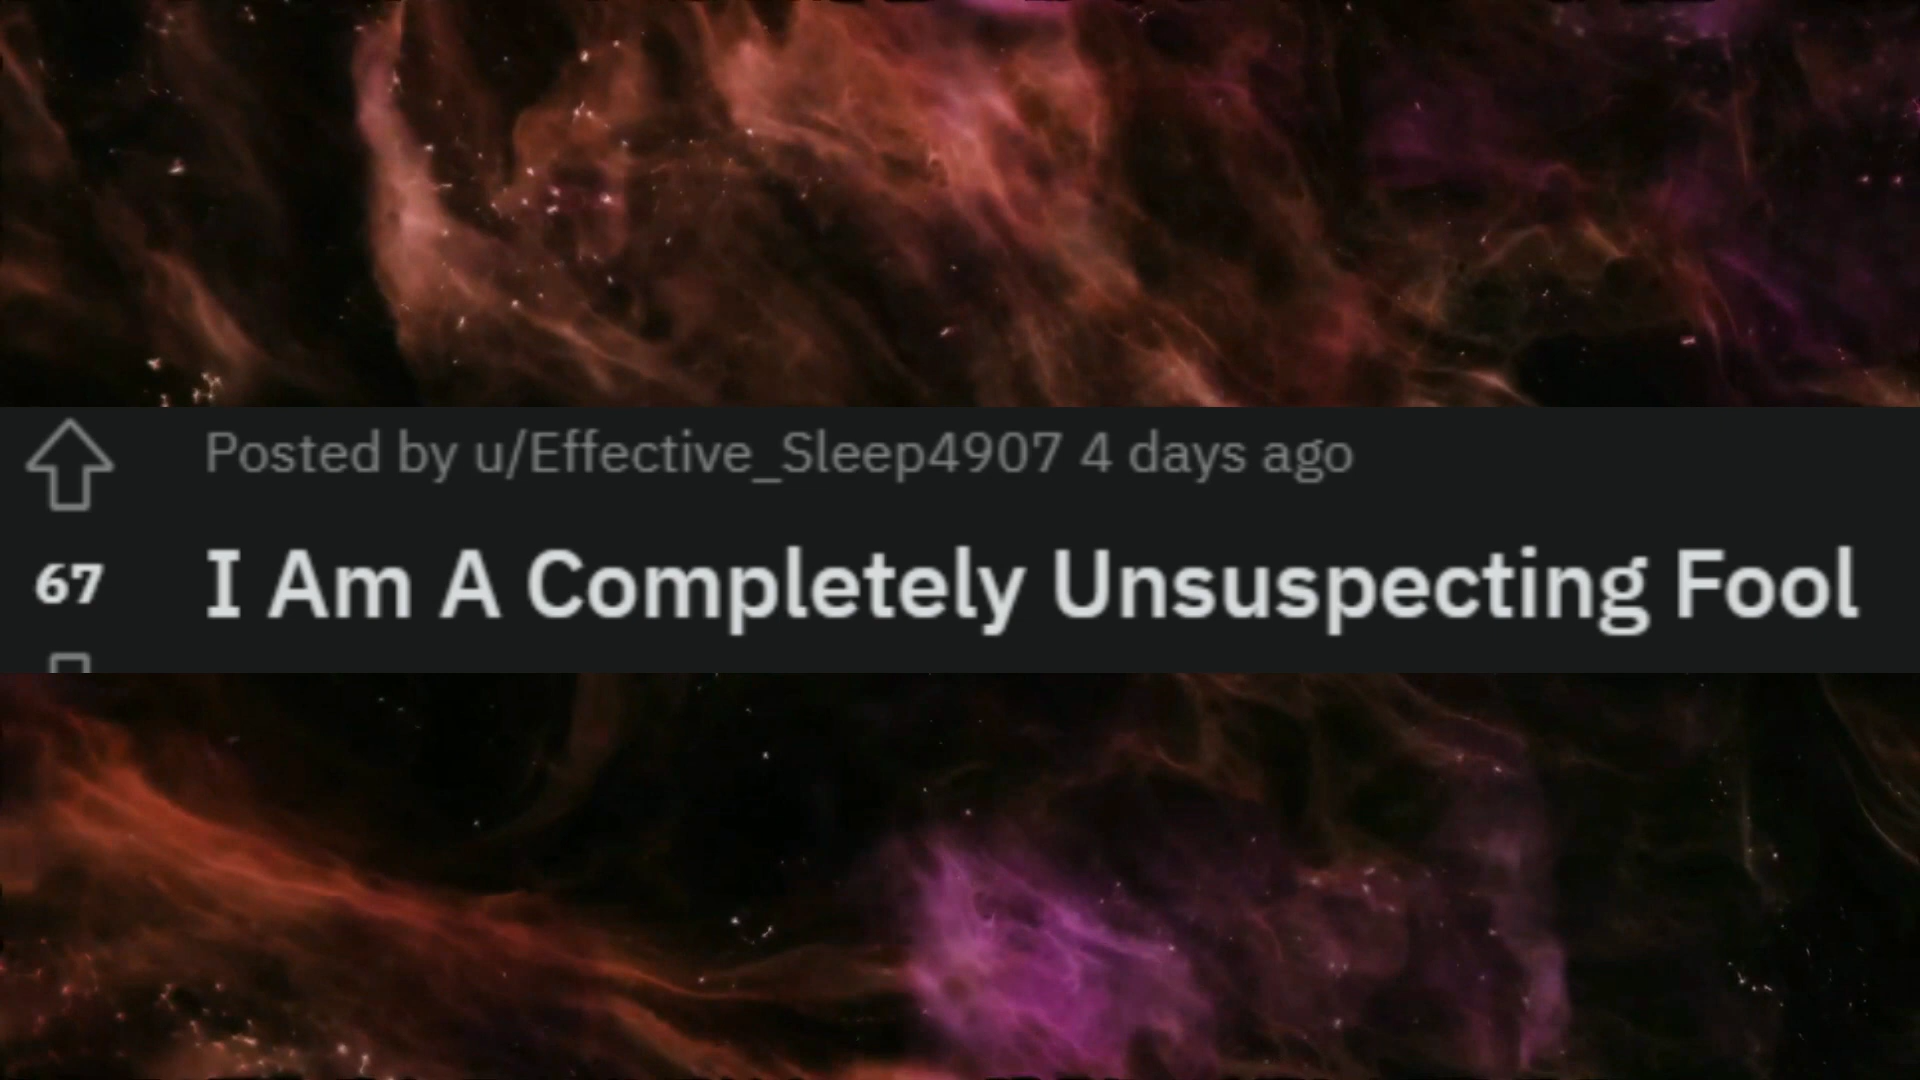 Posted by u/Effective_Sleep4907 4 days ago
67
I Am A Completely Unsuspecting Fool